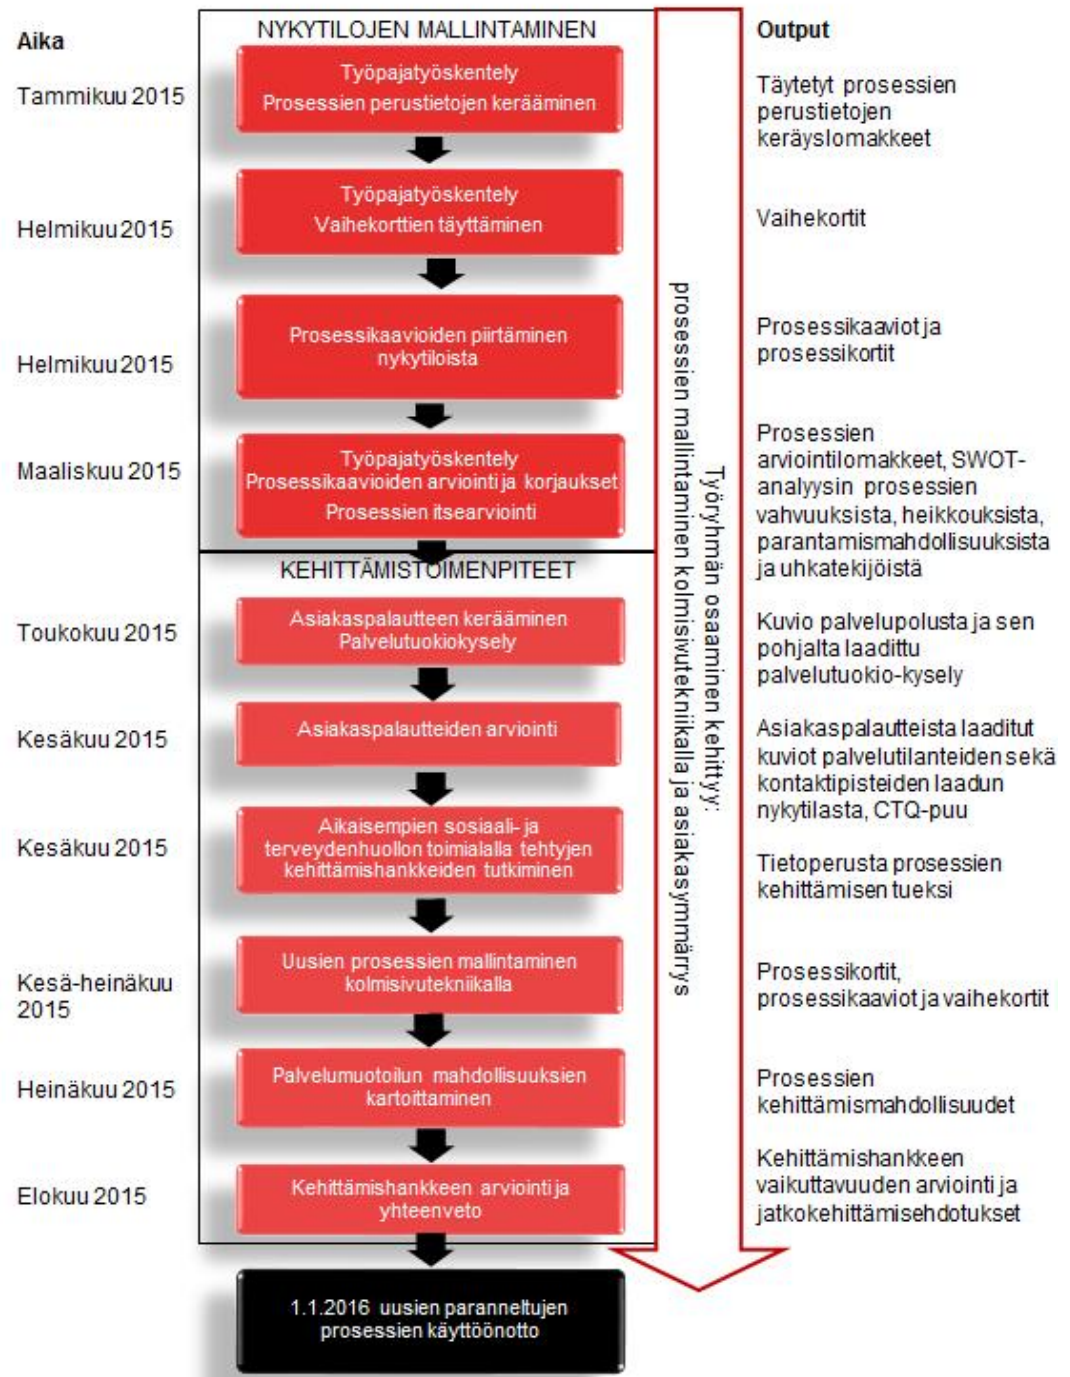 Aika
NYKYTILOJEN MALLINTAMINEN
Output
Tammikuu 2015
Työpajatyöskentely
Prosessien perustietojen kerääminen
Täytetyt prosessien
perustietojen
keräyslomakkeet
Helmikuu 2015
Työpajatyöskentely
Vaihekorttien täyttäminen
Vaihekortit
Helmikuu 2015
Prosessikaavioiden piirtäminen
nykytiloista
Prosessikaaviot ja
prosessikortit
Maaliskuu 2015
Työpajatyöskentely
Prosessikaavioiden arviointi ja korjaukset
Prosessien itsearviointi
Prosessien
arviointilomakkeet, SWOT-
analyysin prosessien
vahvuuksista, heikkouksista,
parantamismahdollisuuksista
ja uhkatekijöistä
KEHITTÄMISTOIMENPITEET
Toukokuu 2015
Asiakaspalautteen kerääminen
Palvelutuokiokysely
Kuvio palvelupolusta ja sen
pohjalta laadittu
palvelutuokio-kysely
Kesäkuu 2015
Asiakaspalautteiden arviointi
Asiakaspalautteista laaditut
kuviot palvelutilanteiden sekä
kontaktipisteiden laadun
nykytilasta, CTQ-puu
Kesäkuu 2015
Aikaisempien sosiaali- ja
terveydenhuollon toimialalla tehtyjen
kehittämishankkeiden tutkiminen
Tietoperusta prosessien
kehittämisen tueksi
Kesä-heinäkuu
2015
Uusien prosessien mallintaminen
kolmisivutekniikalla
Prosessikortit,
prosessikaaviot ja vaihekortit
Heinäkuu 2015
Palvelumuotoilun mahdollisuuksien
kartoittaminen
Prosessien
kehittämismahdollisuudet
Elokuu 2015
Kehittämishankkeen arviointi ja
yhteenveto
Kehittämishankkeen
vaikuttavuuden arviointi ja
jatkokehittämisehdotukset
1.1.2016 uusien paranneltujen
prosessien käyttöönotto
Työryhmän osaaminen kehittyy:
prosessien mallintaminen kolmisivutekniikalla ja asiakasymmärrys